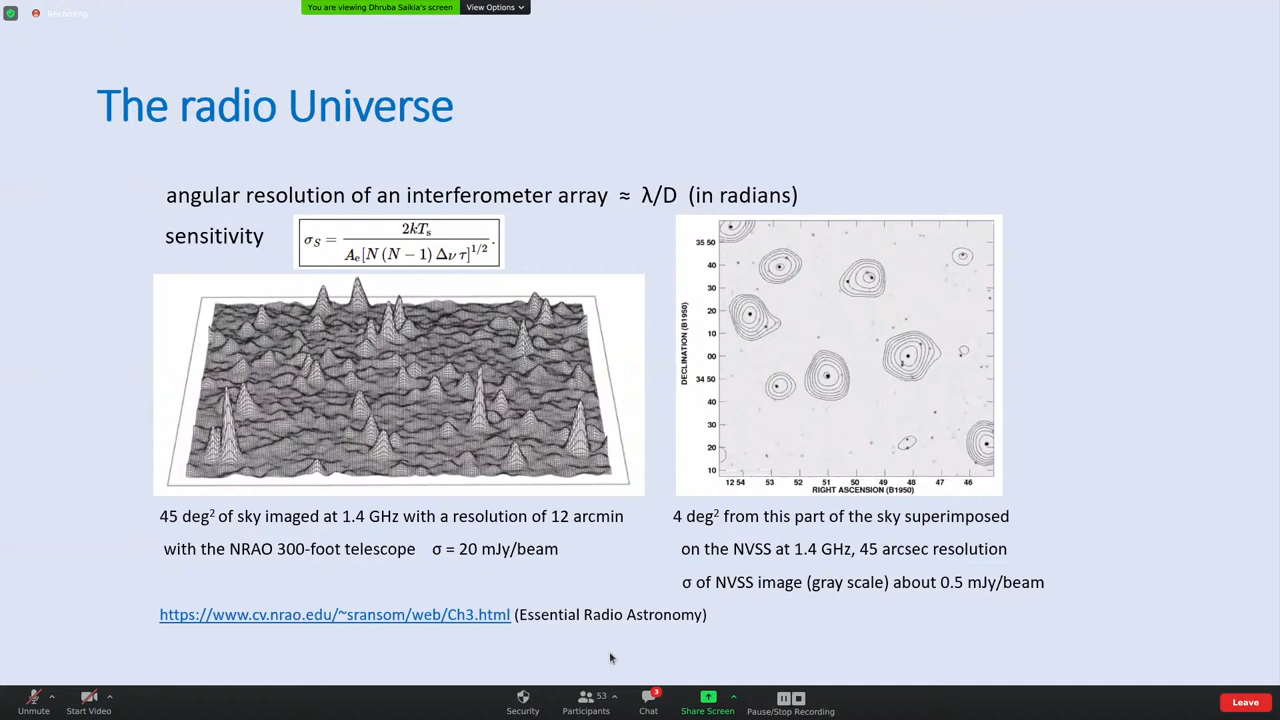 Recording
You are viewing Dhruba Saikia's screen
View Options
The radio Universe
angular resolution of an interferometer array ≈ λ/D (in radians)
sensitivity
σ_S = 2kT_s / A_e[N (N − 1) Δν τ]^1/2 .
DECLINATION (B1950)
35 50
40
30
20
10
00
34 50
40
30
20
10
12 54 53 52 51 50 49 48 47 46
RIGHT ASCENSION (B1950)
45 deg² of sky imaged at 1.4 GHz with a resolution of 12 arcmin
with the NRAO 300-foot telescope σ = 20 mJy/beam
4 deg² from this part of the sky superimposed
on the NVSS at 1.4 GHz, 45 arcsec resolution
σ of NVSS image (gray scale) about 0.5 mJy/beam
https://www.cv.nrao.edu/~sransom/web/Ch3.html (Essential Radio Astronomy)
Unmute
Start Video
Security
53
Participants
3
Chat
Share Screen
Pause/Stop Recording
Leave